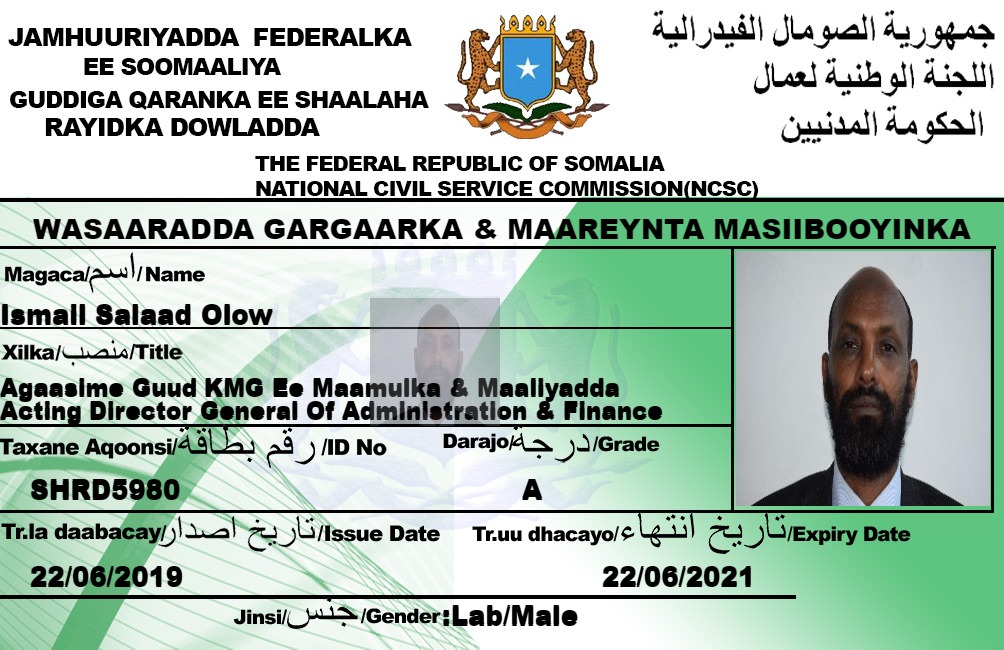 JAMHUURIYADDA FEDERALKA
EE SOOMAALIYA
GUDDIGA QARANKA EE SHAALAHA
RAYIDKA DOWLADDA
جمهورية الصومال الفيدرالية
اللجنة الوطنية لعمال
الحكومة المدنيين
THE FEDERAL REPUBLIC OF SOMALIA
NATIONAL CIVIL SERVICE COMMISSION(NCSC)
WASAARADDA GARGAARKA & MAAREYNTA MASIIBOOYINKA
Magaca/اسم/Name
Ismail Salaad Olow
Xilka/منصب/Title
Agaasime Guud KMG Ee Maamulka & Maaliyadda
Acting Director General Of Administration & Finance
Taxane Aqoonsi/رقم بطاقة/ID No Darajo/درجة/Grade
SHRD5980 A
Tr.la daabacay/تاريخ اصدار/Issue Date Tr.uu dhacayo/تاريخ انتهاء/Expiry Date
22/06/2019 22/06/2021
Jinsi/جنس/Gender:Lab/Male